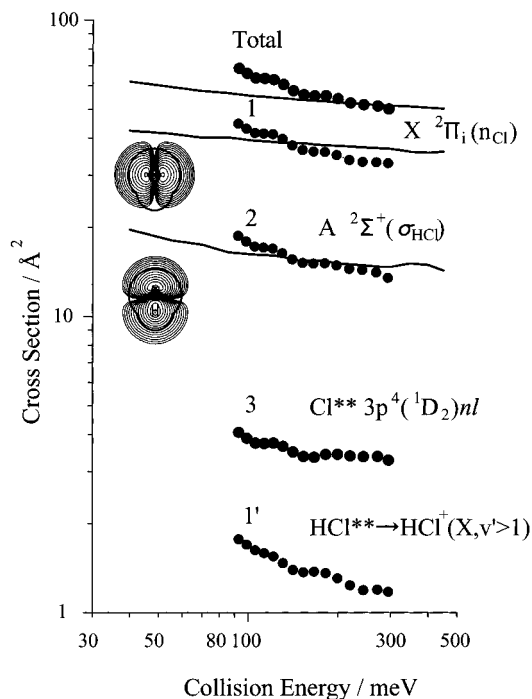 100
Total
1
X ²Πᵢ(n_Cl)
2
A ²Σ⁺(σ_HCl)
10
Cross Section / Å²
3
Cl** 3p⁴(¹D₂)nl
1'
HCl**→HCl⁺(X,v'>1)
1
30 50 80 100 300 500
Collision Energy / meV